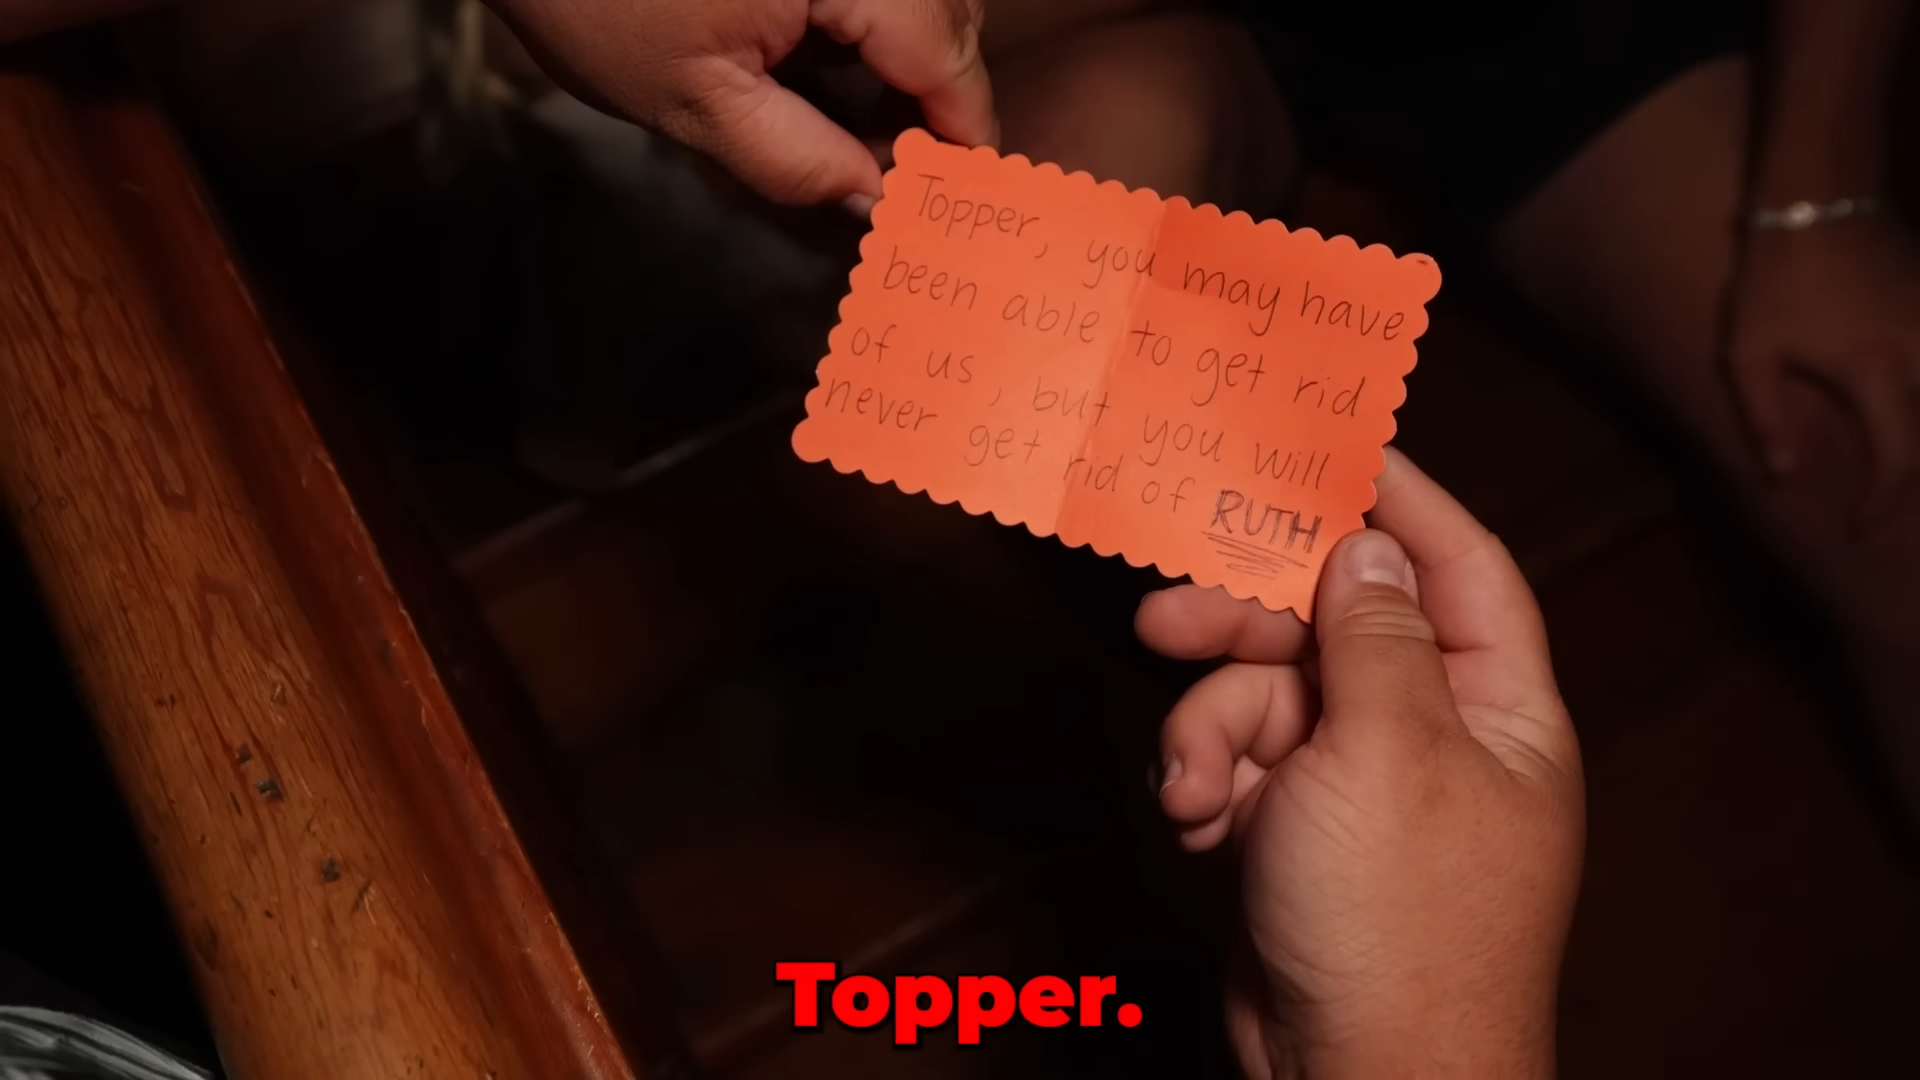 Topper, you may have
been able to get rid
of us, but you will
never get rid of RUTH
Topper.